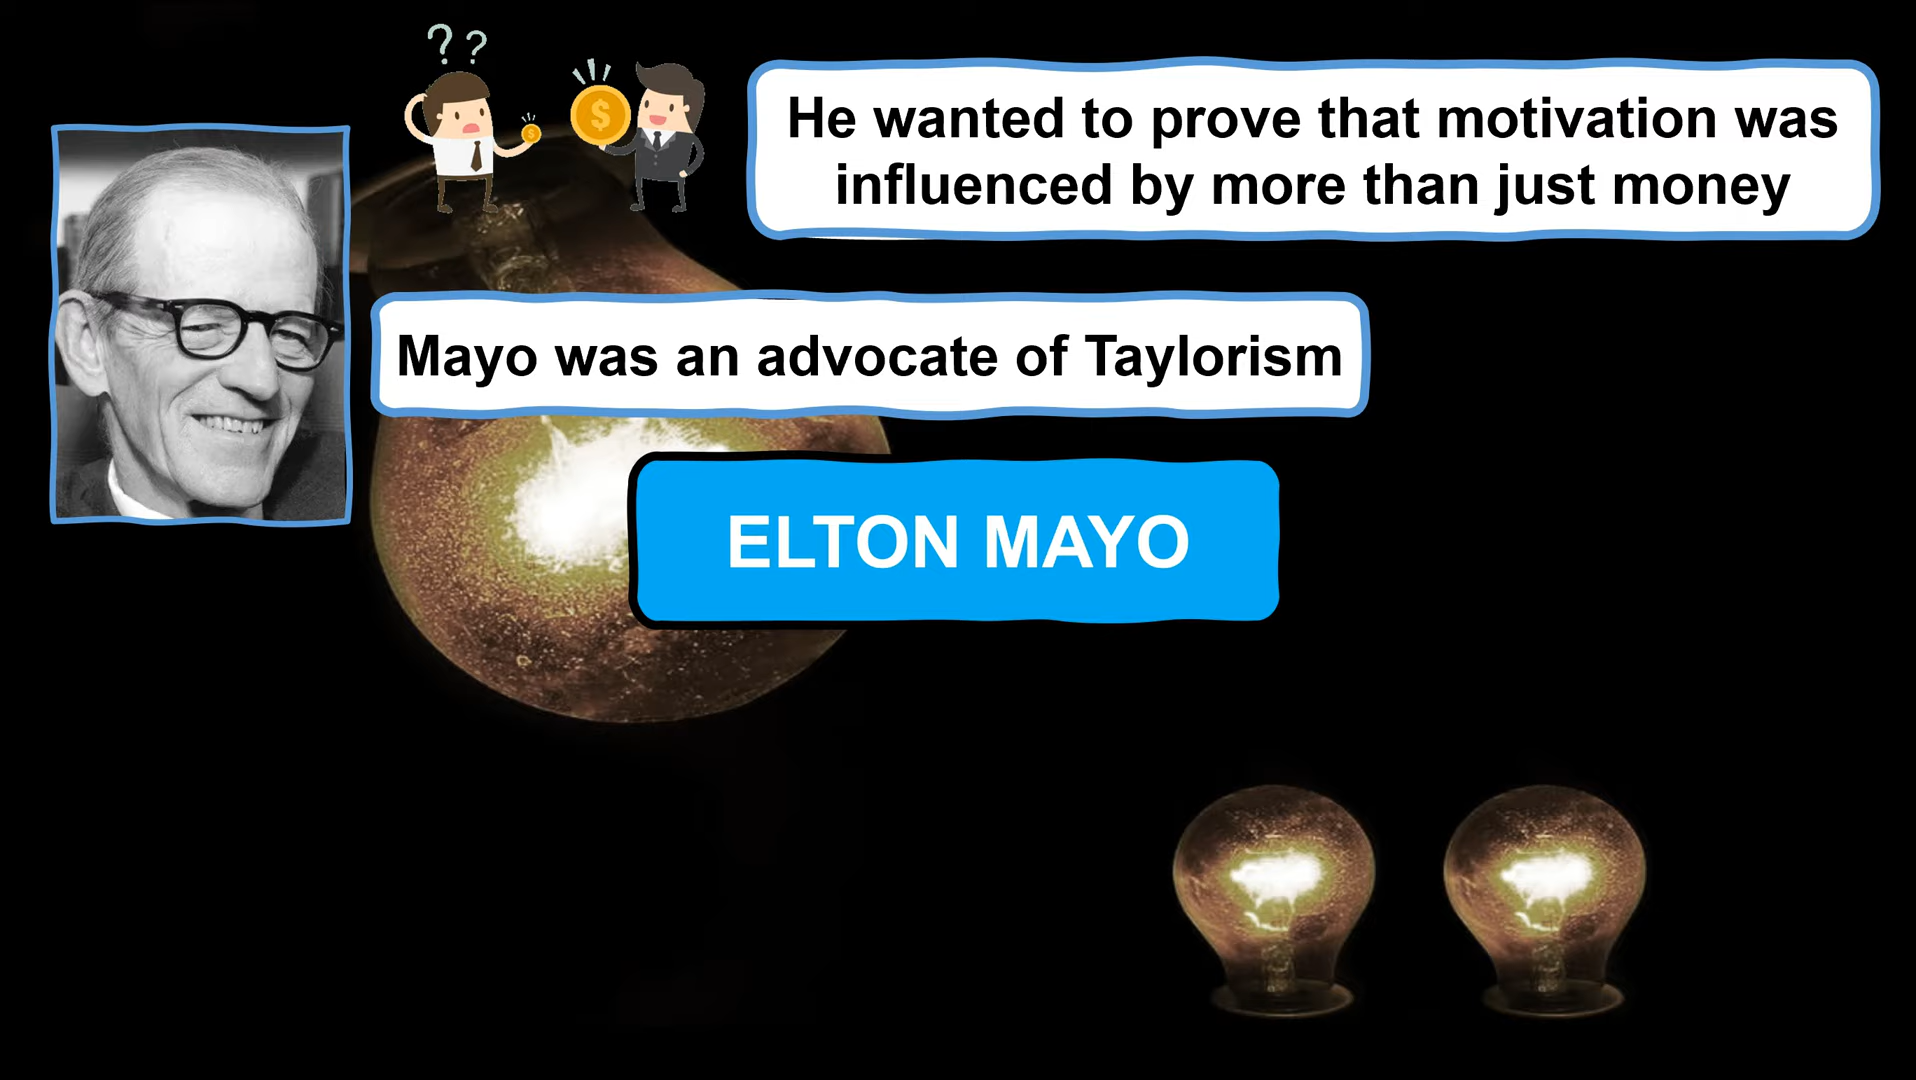 ? ?
$
$
He wanted to prove that motivation was
influenced by more than just money
Mayo was an advocate of Taylorism
ELTON MAYO